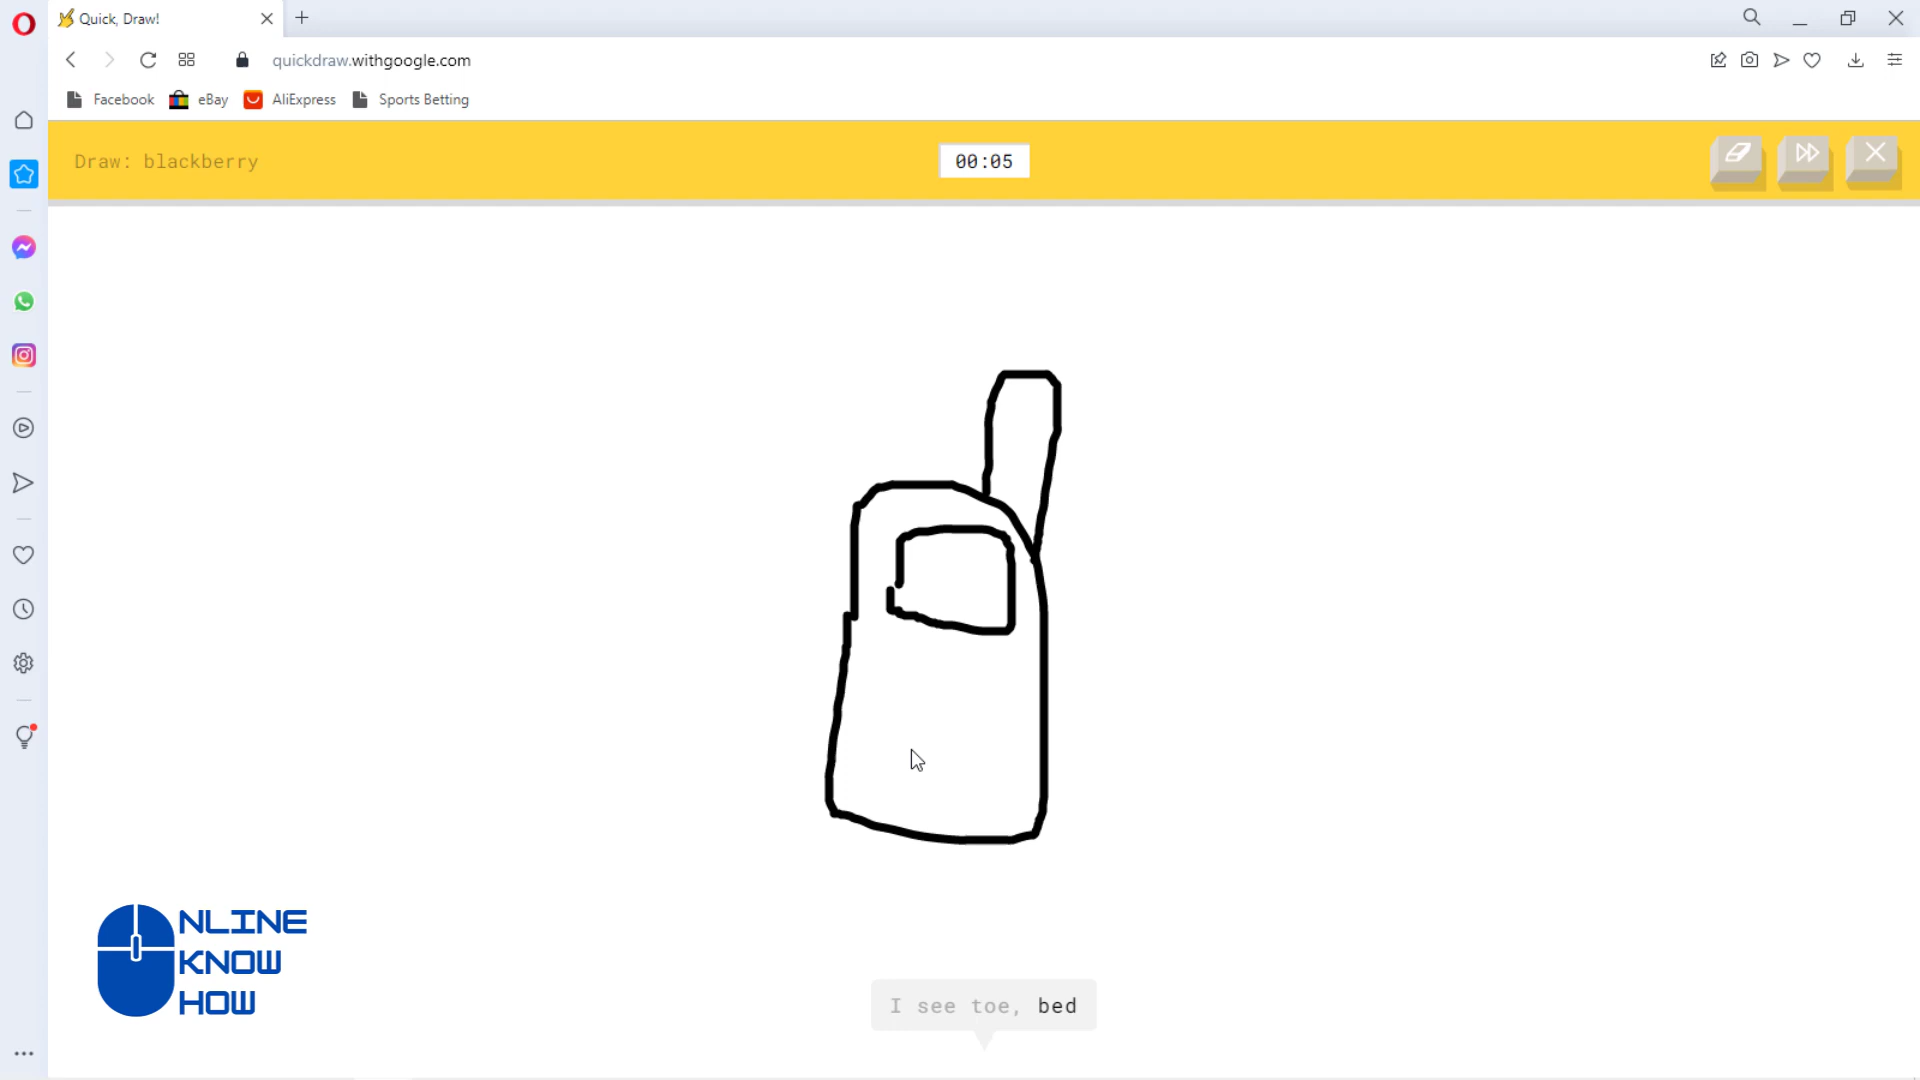 Quick, Draw!
quickdraw.withgoogle.com
Facebook eBay AliExpress Sports Betting
Draw: blackberry
00:05
NLINE
KNOW
HOW
I see toe, bed